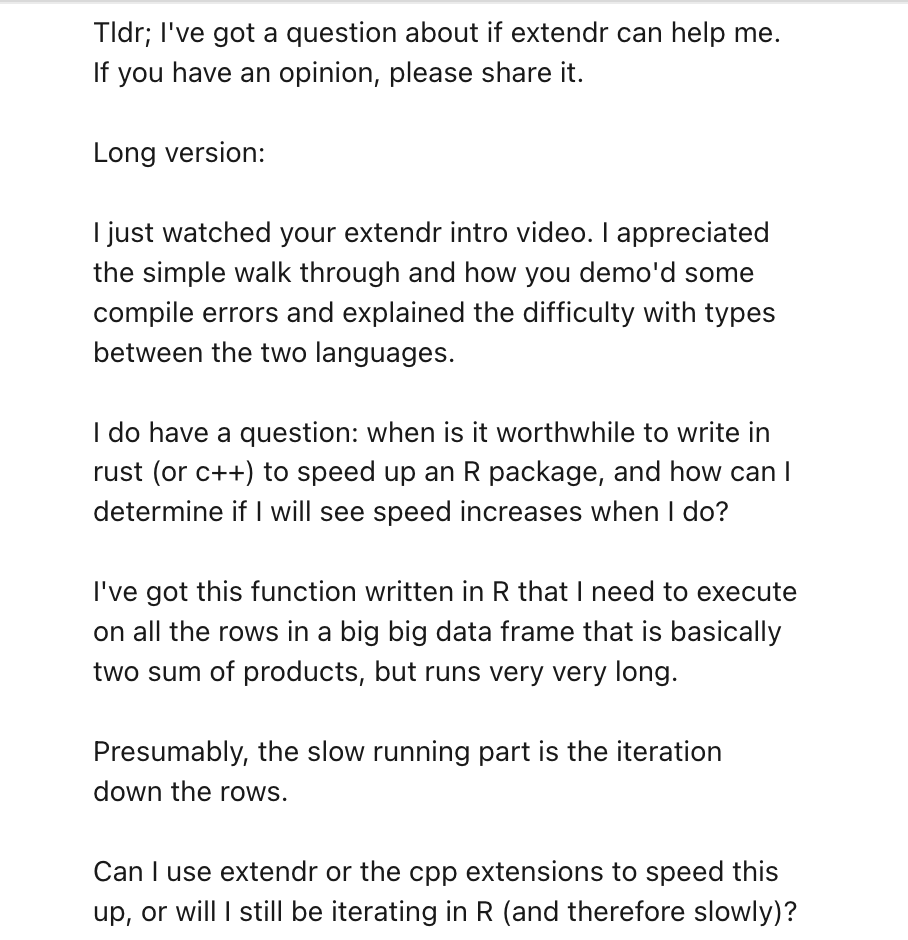 Tldr; I've got a question about if extendr can help me.
If you have an opinion, please share it.
Long version:
I just watched your extendr intro video. I appreciated
the simple walk through and how you demo'd some
compile errors and explained the difficulty with types
between the two languages.
I do have a question: when is it worthwhile to write in
rust (or c++) to speed up an R package, and how can I
determine if I will see speed increases when I do?
I've got this function written in R that I need to execute
on all the rows in a big big data frame that is basically
two sum of products, but runs very very long.
Presumably, the slow running part is the iteration
down the rows.
Can I use extendr or the cpp extensions to speed this
up, or will I still be iterating in R (and therefore slowly)?